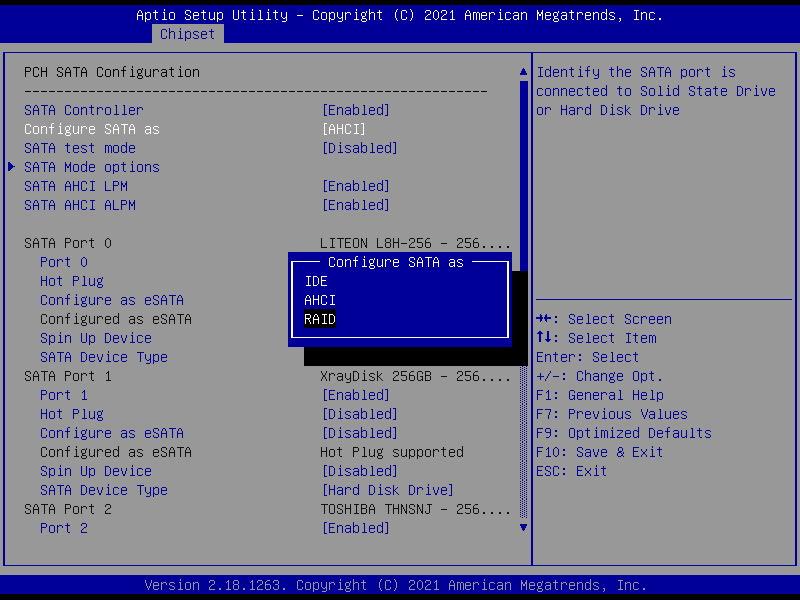 Aptio Setup Utility – Copyright (C) 2021 American Megatrends, Inc.
Chipset
PCH SATA Configuration
----------------------------------------------------------
SATA Controller [Enabled]
Configure SATA as [AHCI]
SATA test mode [Disabled]
SATA Mode options
SATA AHCI LPM [Enabled]
SATA AHCI ALPM [Enabled]
SATA Port 0 LITEON L8H-256 - 256....
Port 0
Hot Plug
Configure as eSATA
Configured as eSATA
Spin Up Device
SATA Device Type
SATA Port 1 XrayDisk 256GB - 256....
Port 1 [Enabled]
Hot Plug [Disabled]
Configure as eSATA [Disabled]
Configured as eSATA Hot Plug supported
Spin Up Device [Disabled]
SATA Device Type [Hard Disk Drive]
SATA Port 2 TOSHIBA THNSNJ - 256....
Port 2 [Enabled]
Configure SATA as
IDE
AHCI
RAID
Identify the SATA port is
connected to Solid State Drive
or Hard Disk Drive
→←: Select Screen
↑↓: Select Item
Enter: Select
+/-: Change Opt.
F1: General Help
F7: Previous Values
F9: Optimized Defaults
F10: Save & Exit
ESC: Exit
Version 2.18.1263. Copyright (C) 2021 American Megatrends, Inc.